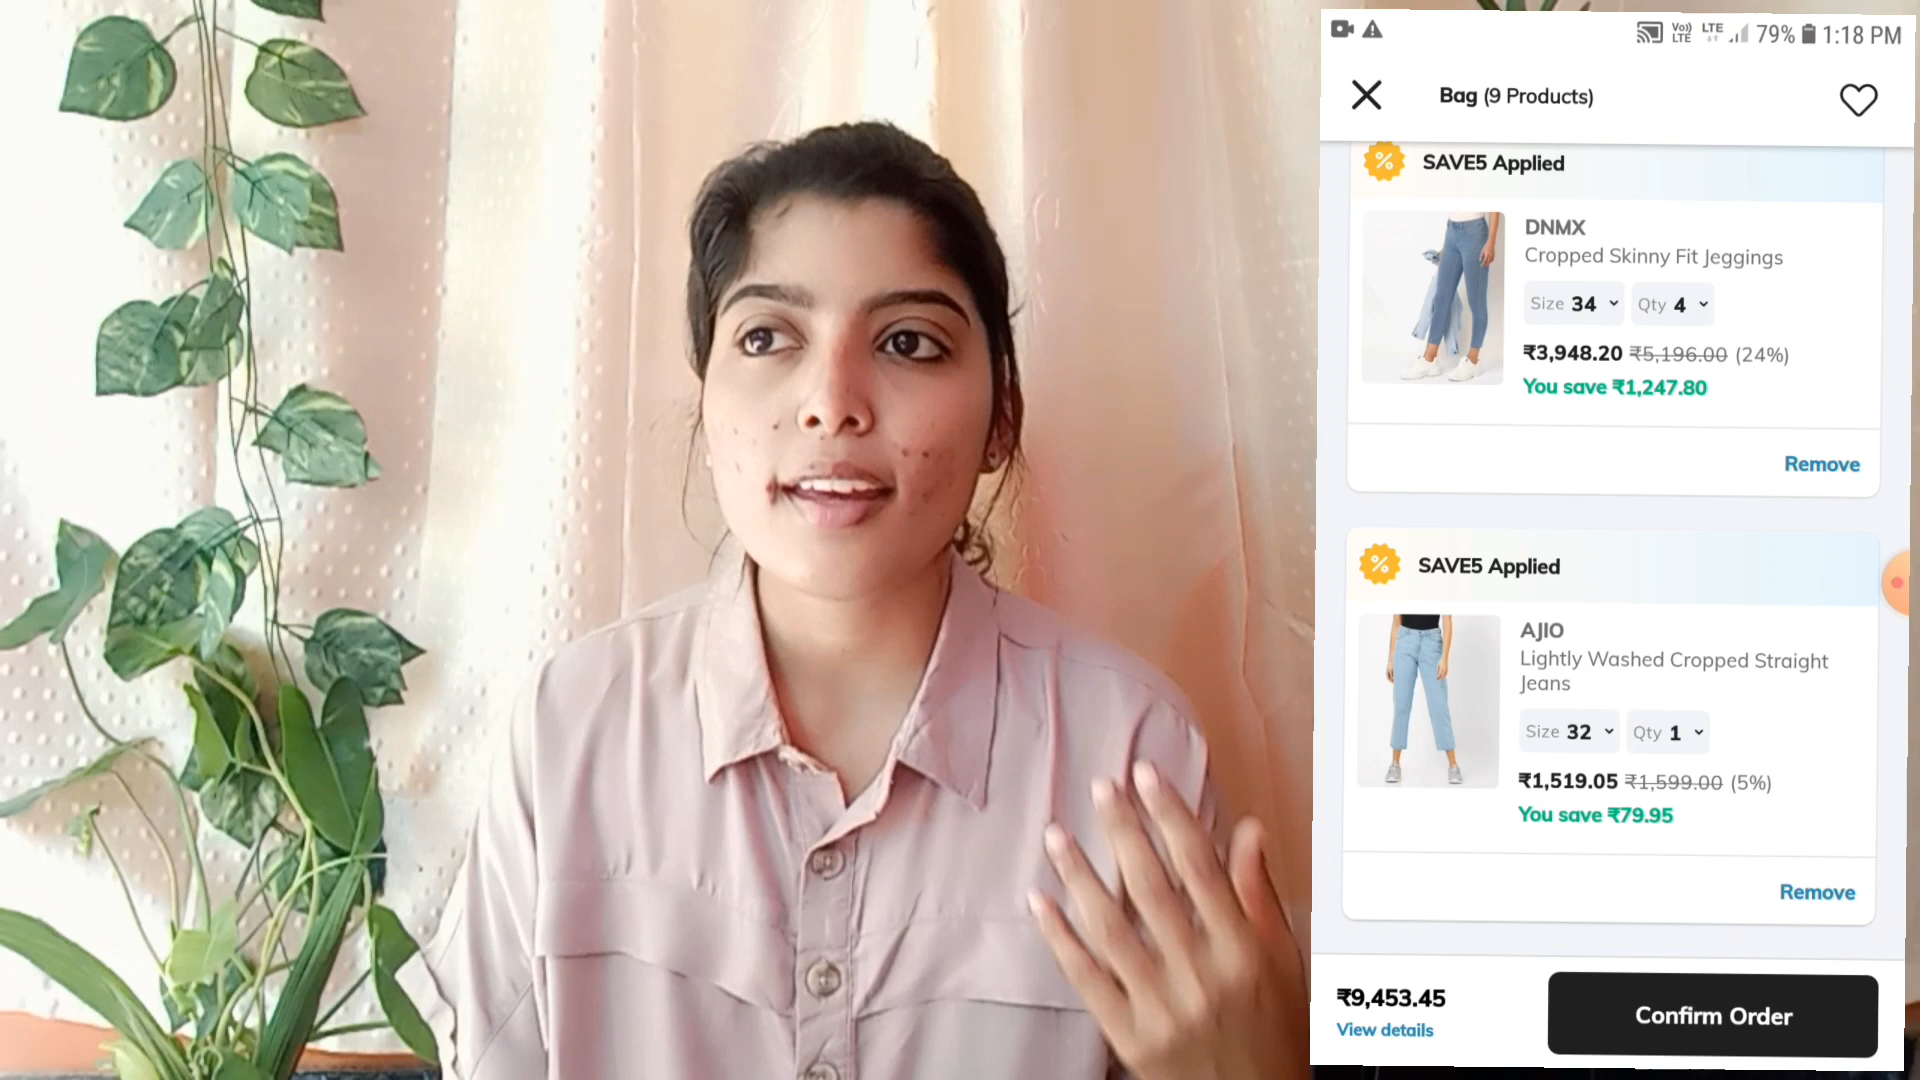 Vo)) LTE LTE 79% 1:18 PM
Bag (9 Products)
SAVE5 Applied
DNMX
Cropped Skinny Fit Jeggings
Size 34 Qty 4
₹3,948.20 ₹5,196.00 (24%)
You save ₹1,247.80
Remove
SAVE5 Applied
AJIO
Lightly Washed Cropped Straight
Jeans
Size 32 Qty 1
₹1,519.05 ₹1,599.00 (5%)
You save ₹79.95
Remove
₹9,453.45
View details
Confirm Order